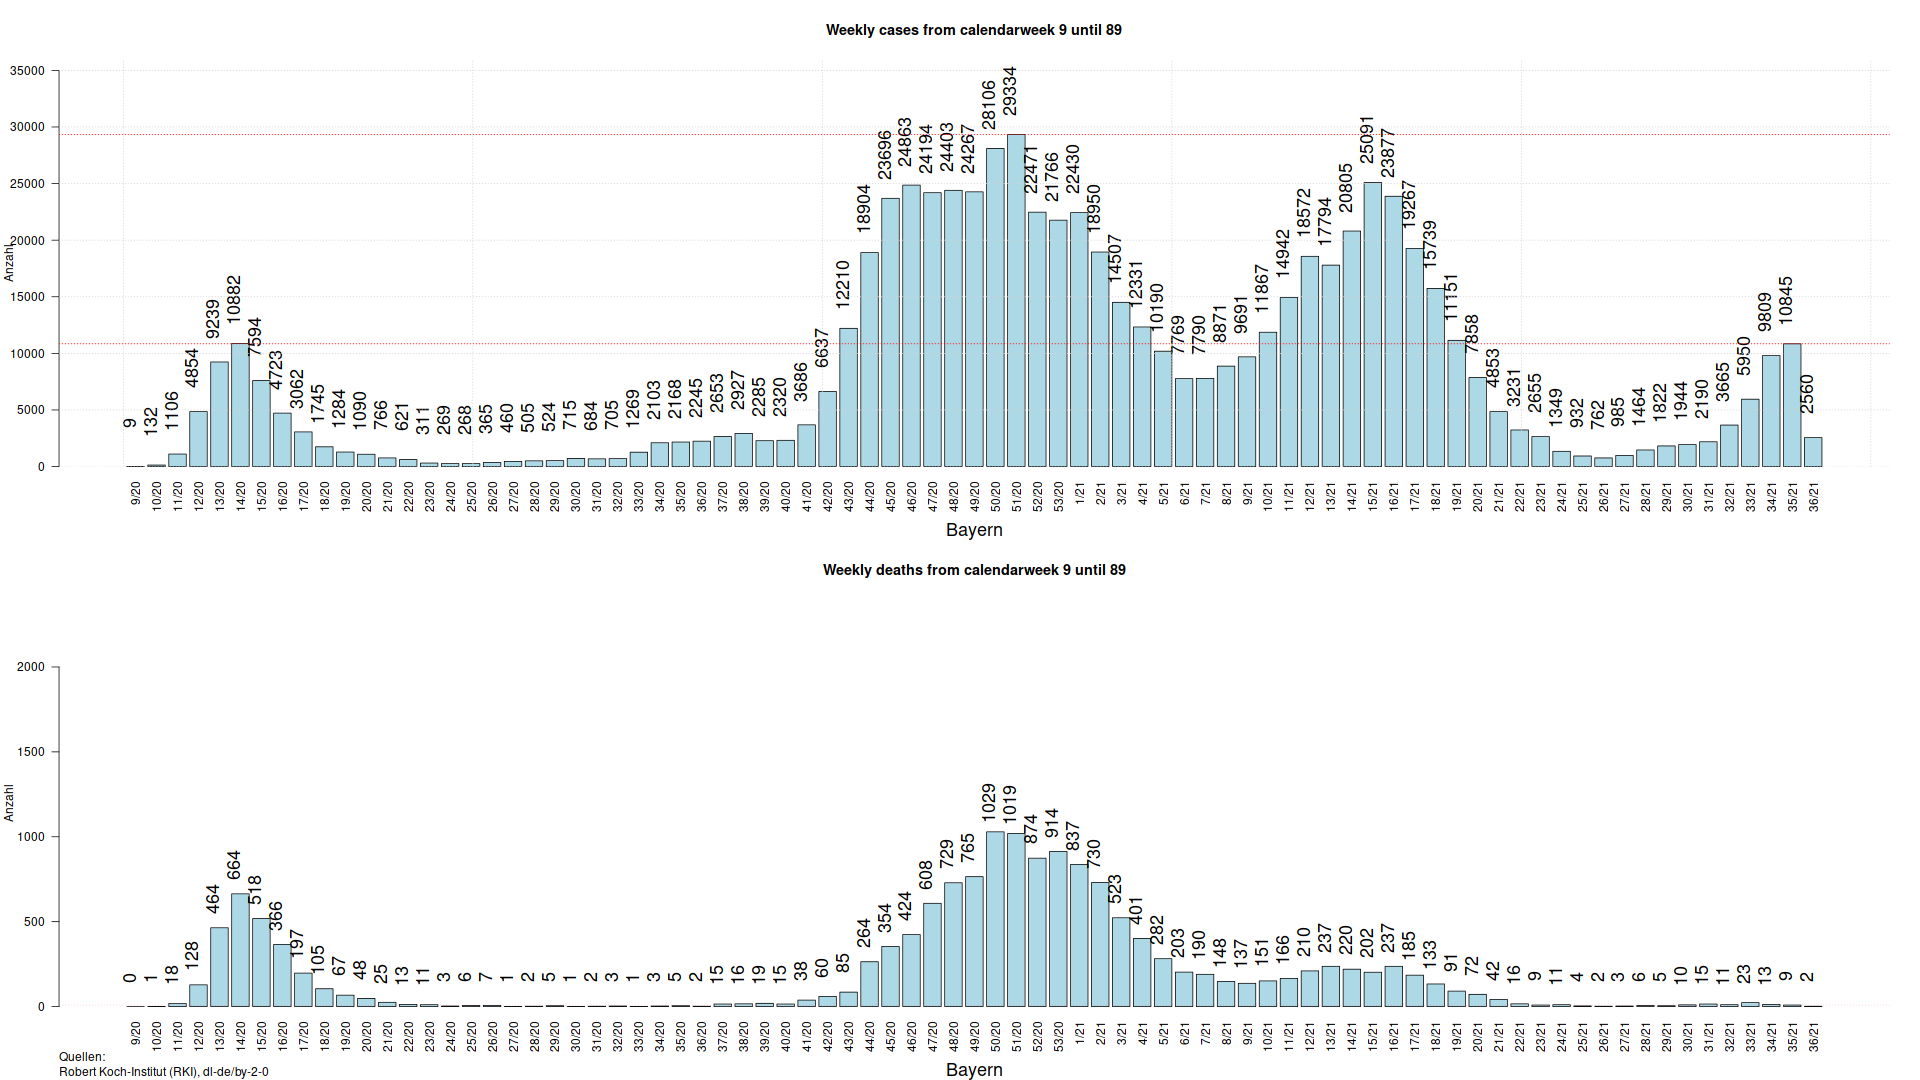 Weekly cases from calendarweek 9 until 89
35000
30000
25000
20000
15000
10000
5000
0
Anzahl
9 132 1106 4854 9239 10882 7594 4723 3062 1745 1284 1090 766 621 311 269 268 365 460 505 524 715 684 705 1269 2103 2168 2245 2653 2927 2285 2320 3686 6637 12210 18904 23696 24863 24194 24403 24267 28106 29334 22471 21766 22430 18950 14507 12331 10190 7769 7790 8871 9691 11867 14942 18572 17794 20805 25091 23877 19267 15739 11151 7858 4853 3231 2655 1349 932 762 985 1464 1822 1944 2190 3665 5950 9809 10845 2560
9/20 10/20 11/20 12/20 13/20 14/20 15/20 16/20 17/20 18/20 19/20 20/20 21/20 22/20 23/20 24/20 25/20 26/20 27/20 28/20 29/20 30/20 31/20 32/20 33/20 34/20 35/20 36/20 37/20 38/20 39/20 40/20 41/20 42/20 43/20 44/20 45/20 46/20 47/20 48/20 49/20 50/20 51/20 52/20 53/20 1/21 2/21 3/21 4/21 5/21 6/21 7/21 8/21 9/21 10/21 11/21 12/21 13/21 14/21 15/21 16/21 17/21 18/21 19/21 20/21 21/21 22/21 23/21 24/21 25/21 26/21 27/21 28/21 29/21 30/21 31/21 32/21 33/21 34/21 35/21 36/21
Bayern
Weekly deaths from calendarweek 9 until 89
2000
1500
1000
500
0
Anzahl
0 1 18 128 464 664 518 366 197 105 67 48 25 13 11 3 6 7 1 2 5 1 2 3 1 3 5 2 15 16 19 15 38 60 85 264 354 424 608 729 765 1029 1019 874 914 837 730 523 401 282 203 190 148 137 151 166 210 237 220 202 237 185 133 91 72 42 16 9 11 4 2 3 6 5 10 15 11 23 13 9 2
9/20 10/20 11/20 12/20 13/20 14/20 15/20 16/20 17/20 18/20 19/20 20/20 21/20 22/20 23/20 24/20 25/20 26/20 27/20 28/20 29/20 30/20 31/20 32/20 33/20 34/20 35/20 36/20 37/20 38/20 39/20 40/20 41/20 42/20 43/20 44/20 45/20 46/20 47/20 48/20 49/20 50/20 51/20 52/20 53/20 1/21 2/21 3/21 4/21 5/21 6/21 7/21 8/21 9/21 10/21 11/21 12/21 13/21 14/21 15/21 16/21 17/21 18/21 19/21 20/21 21/21 22/21 23/21 24/21 25/21 26/21 27/21 28/21 29/21 30/21 31/21 32/21 33/21 34/21 35/21 36/21
Bayern
Quellen:
Robert Koch-Institut (RKI), dl-de/by-2-0